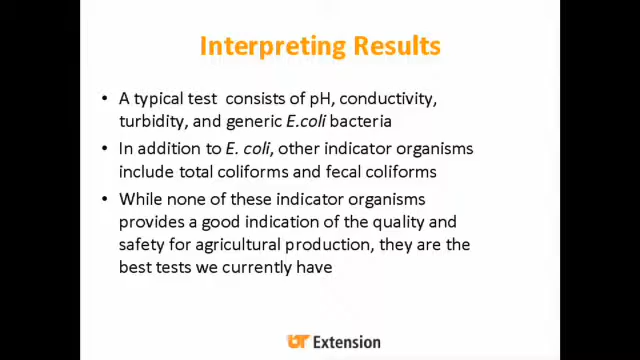 Interpreting Results
• A typical test consists of pH, conductivity,
turbidity, and generic E.coli bacteria
• In addition to E. coli, other indicator organisms
include total coliforms and fecal coliforms
• While none of these indicator organisms
provides a good indication of the quality and
safety for agricultural production, they are the
best tests we currently have
UT Extension